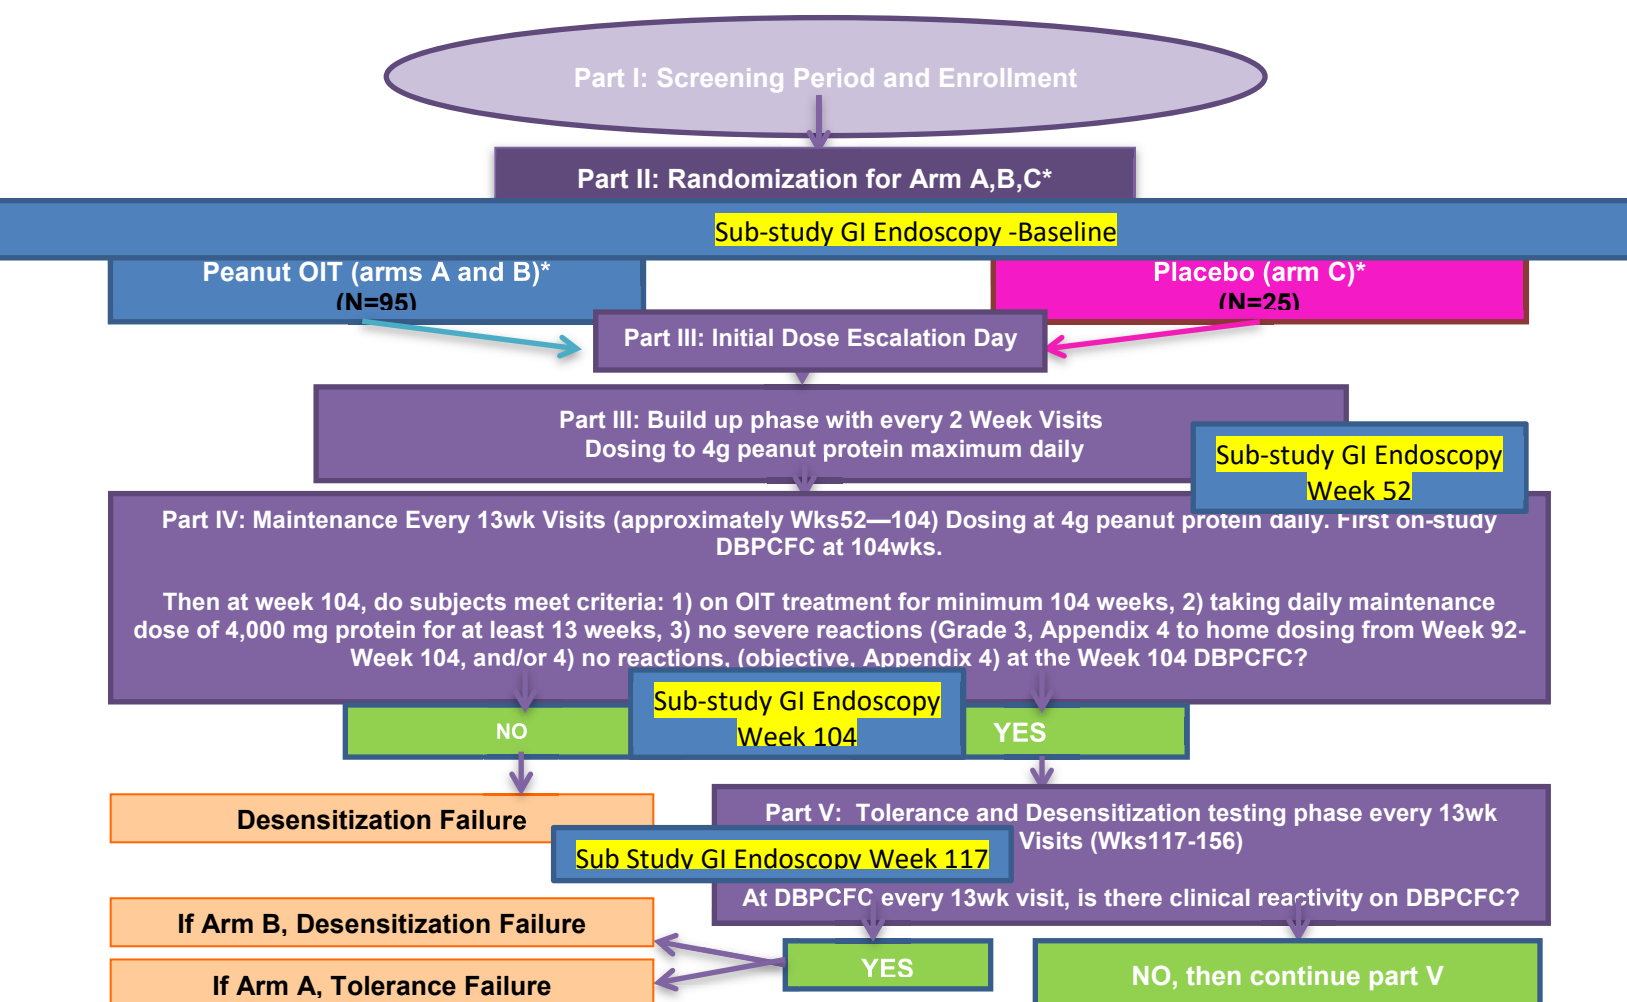 Part I: Screening Period and Enrollment
Part II: Randomization for Arm A,B,C*
Sub-study GI Endoscopy -Baseline
Peanut OIT (arms A and B)*
(N=95)
Placebo (arm C)*
(N=25)
Part III: Initial Dose Escalation Day
Part III: Build up phase with every 2 Week Visits
Dosing to 4g peanut protein maximum daily
Sub-study GI Endoscopy
Week 52
Part IV: Maintenance Every 13wk Visits (approximately Wks52—104) Dosing at 4g peanut protein daily. First on-study
DBPCFC at 104wks.
Then at week 104, do subjects meet criteria: 1) on OIT treatment for minimum 104 weeks, 2) taking daily maintenance
dose of 4,000 mg protein for at least 13 weeks, 3) no severe reactions (Grade 3, Appendix 4 to home dosing from Week 92-
Week 104, and/or 4) no reactions, (objective, Appendix 4) at the Week 104 DBPCFC?
Sub-study GI Endoscopy
Week 104
NO
YES
Desensitization Failure
Part V: Tolerance and Desensitization testing phase every 13wk
Visits (Wks117-156)
Sub Study GI Endoscopy Week 117
At DBPCFC every 13wk visit, is there clinical reactivity on DBPCFC?
If Arm B, Desensitization Failure
If Arm A, Tolerance Failure
YES
NO, then continue part V